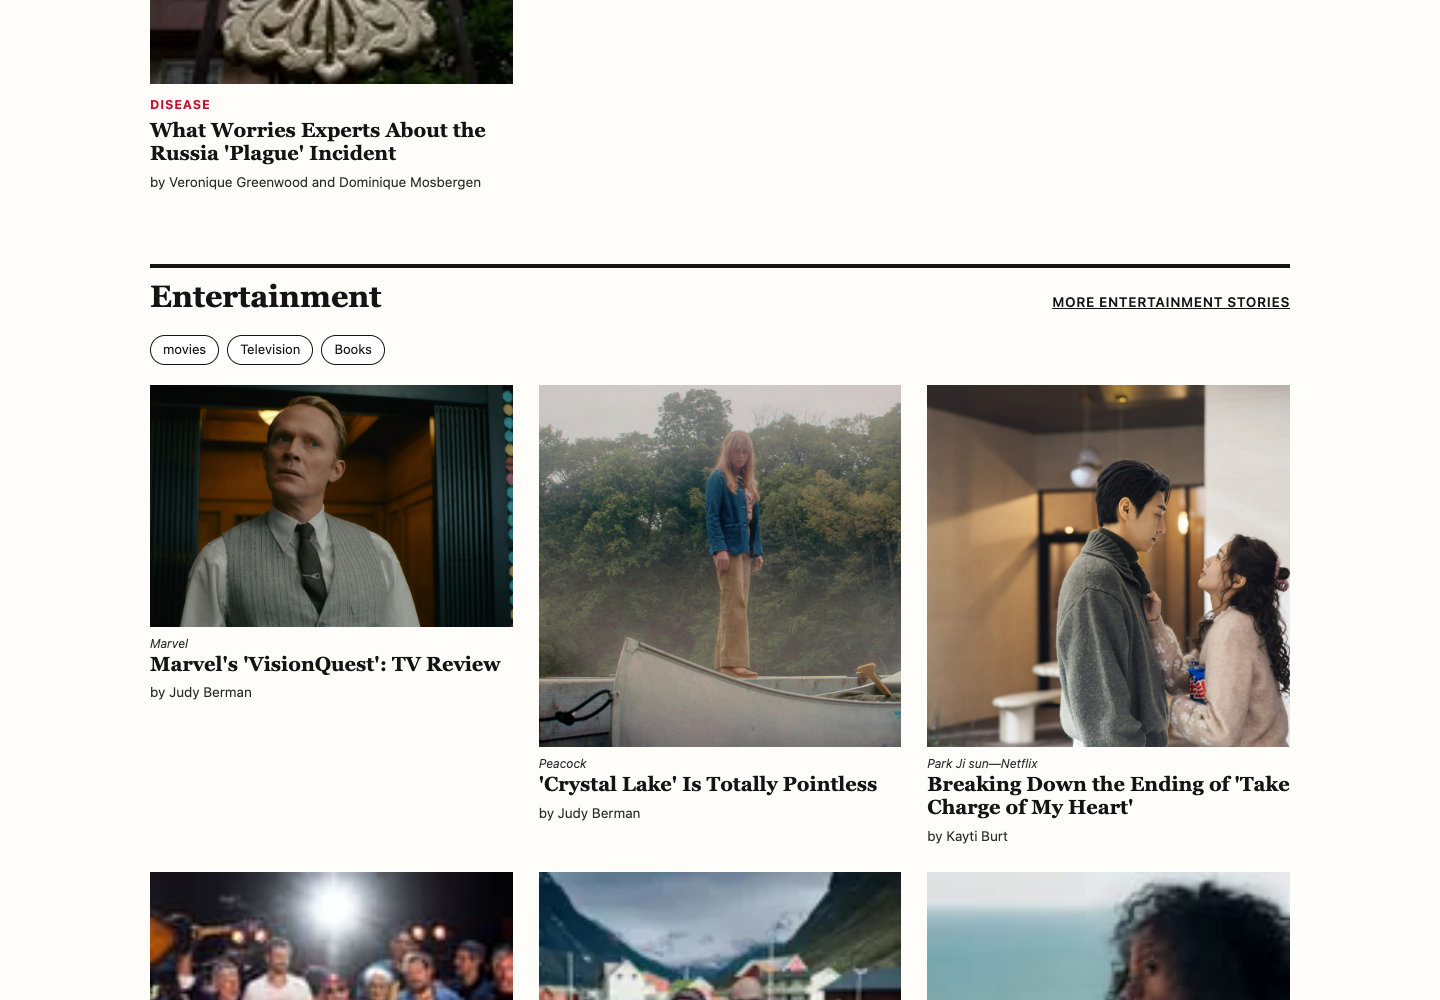 DISEASE
What Worries Experts About the
Russia 'Plague' Incident
by Veronique Greenwood and Dominique Mosbergen
Entertainment
MORE ENTERTAINMENT STORIES
movies
Television
Books
Marvel
Marvel's 'VisionQuest': TV Review
by Judy Berman
Peacock
'Crystal Lake' Is Totally Pointless
by Judy Berman
Park Ji sun—Netflix
Breaking Down the Ending of 'Take
Charge of My Heart'
by Kayti Burt